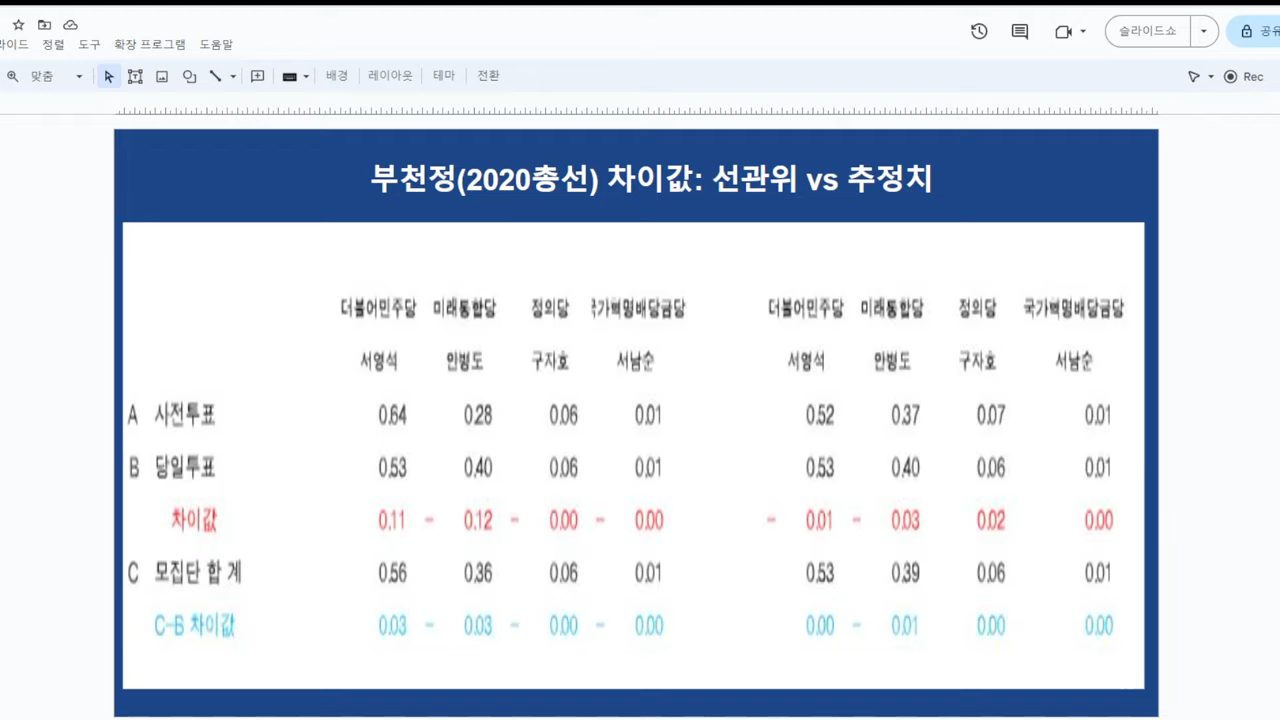 슬라이드쇼
공유
라이드 정렬 도구 확장 프로그램 도움말
맞춤 배경 레이아웃 테마 전환 Rec
부천정(2020총선) 차이값: 선관위 vs 추정치
더불어민주당 미래통합당 정의당 국가혁명배당금당 더불어민주당 미래통합당 정의당 국가혁명배당금당
서영석 안병도 구자호 서남순 서영석 안병도 구자호 서남순
A 사전투표 0.64 0.28 0.06 0.01 0.52 0.37 0.07 0.01
B 당일투표 0.53 0.40 0.06 0.01 0.53 0.40 0.06 0.01
차이값 0.11 - 0.12 - 0.00 - 0.00 - 0.01 - 0.03 0.02 0.00
C 모집단 합 계 0.56 0.36 0.06 0.01 0.53 0.39 0.06 0.01
C-B 차이값 0.03 - 0.03 - 0.00 - 0.00 0.00 - 0.01 0.00 0.00